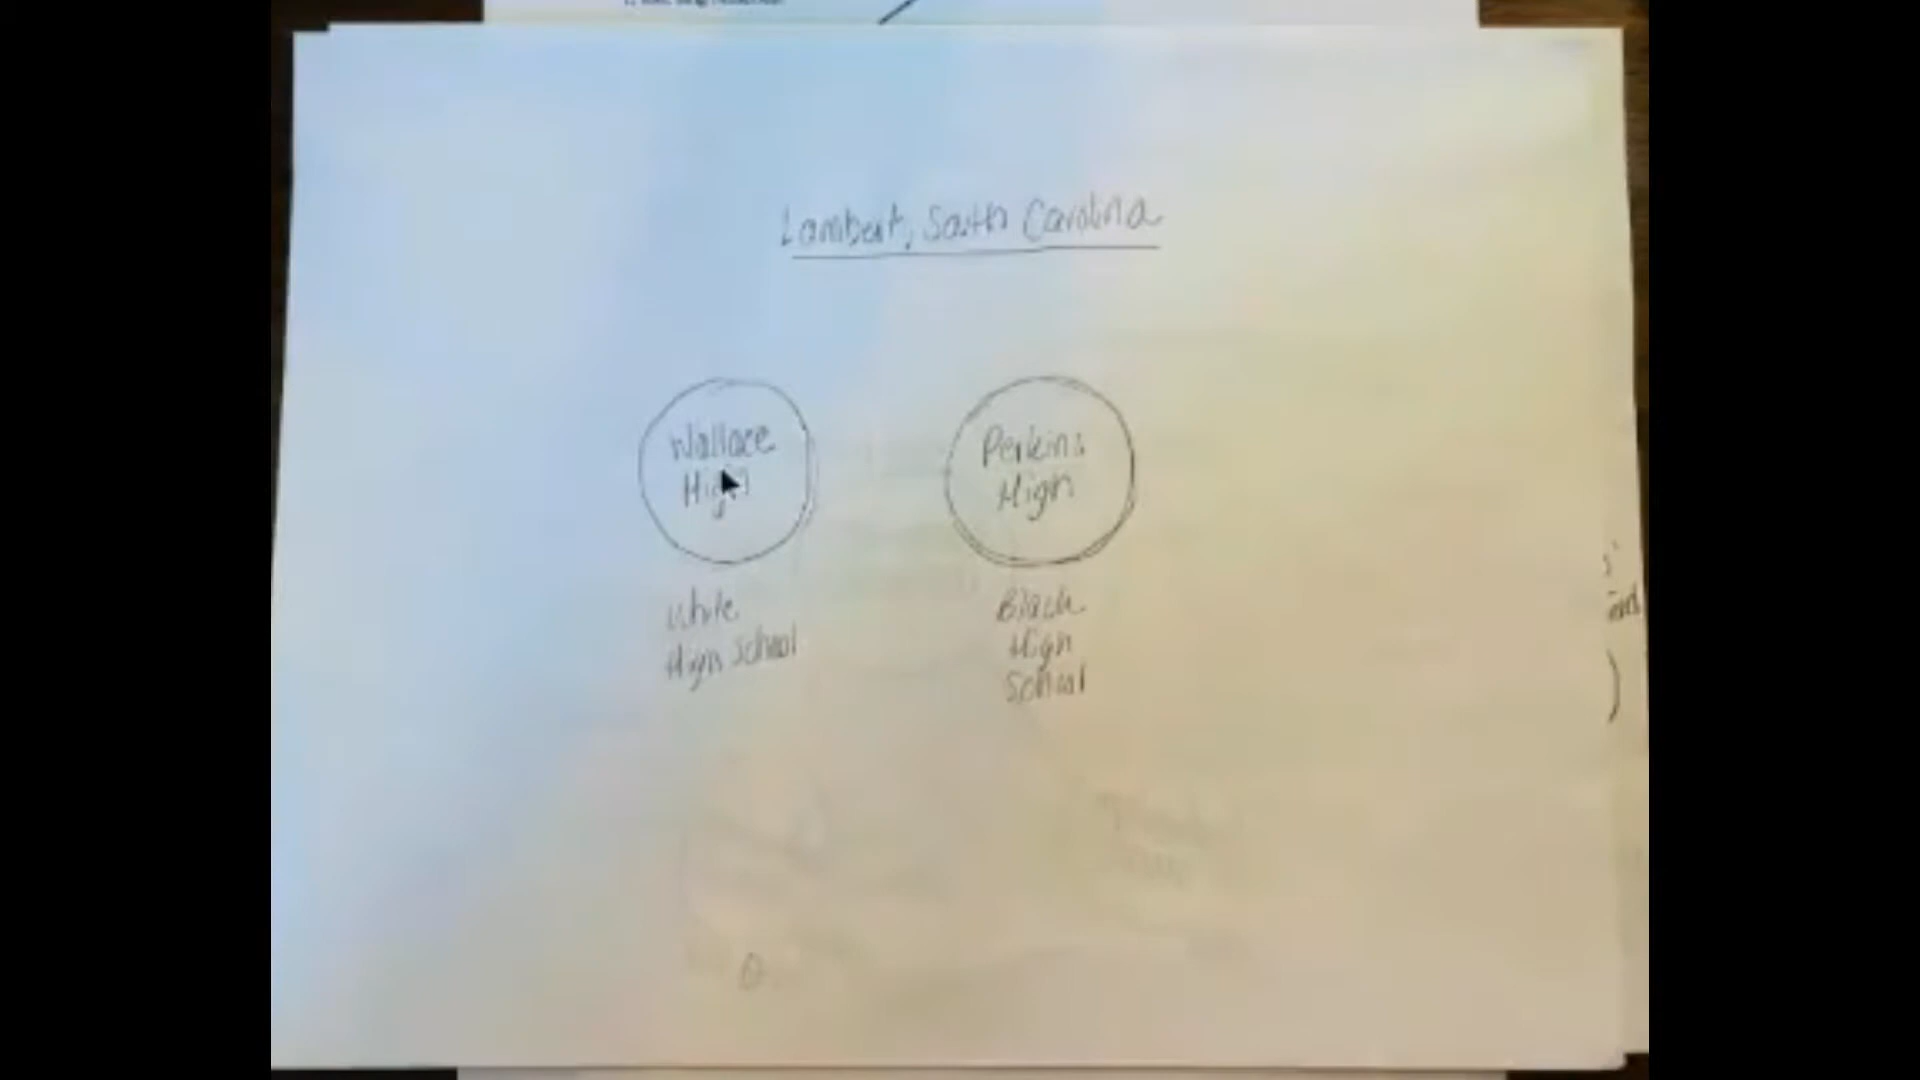 Lambert, South Carolina
Wallace
High
Perkins
High
White
High School
Black
High
School